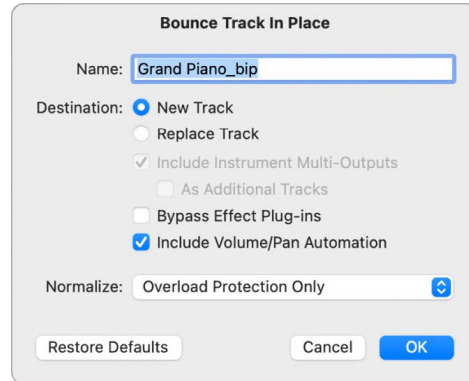 Bounce Track In Place
Name: Grand Piano_bip
Destination: New Track
Replace Track
Include Instrument Multi-Outputs
As Additional Tracks
Bypass Effect Plug-ins
Include Volume/Pan Automation
Normalize: Overload Protection Only
Restore Defaults Cancel OK